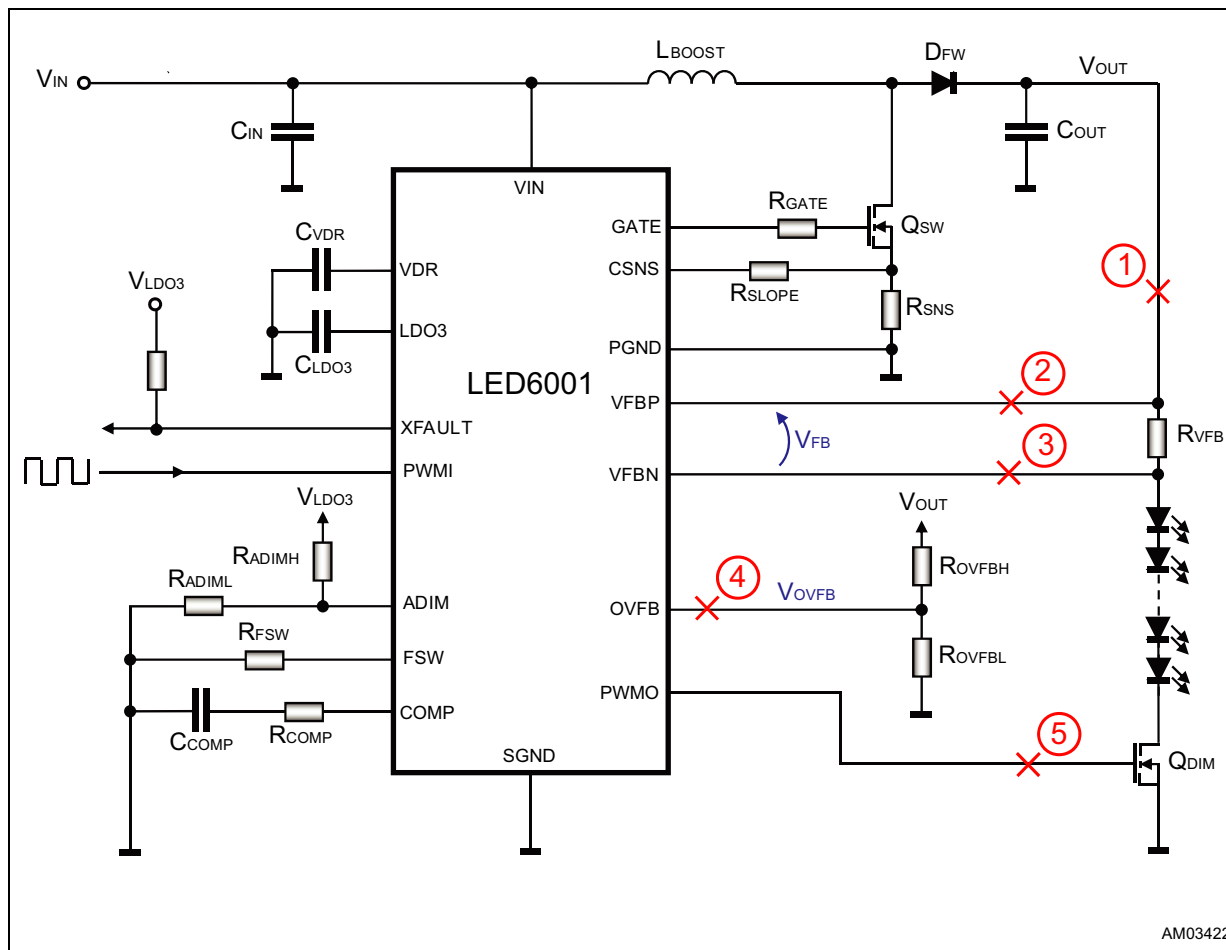 LBOOST
DFW
VIN
VOUT
CIN
COUT
VIN
RGATE
GATE
QSW
CVDR
VDR
CSNS
RSLOPE
1
VLDO3
RSNS
LDO3
CLDO3
PGND
LED6001
2
VFBP
XFAULT
RVFB
VFB
3
PWMI
VFBN
VLDO3
VOUT
RADIMH
ROVFBH
RADIML
4
VOVFB
ADIM
OVFB
RFSW
FSW
ROVFBL
PWMO
COMP
CCOMP
RCOMP
5
SGND
QDIM
AM03422